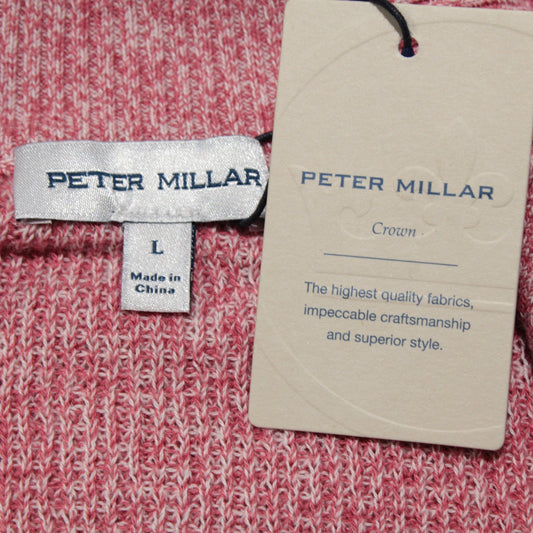 PETER MILLAR
L
Made in
China
PETER MILLAR
Crown
The highest quality fabrics,
impeccable craftsmanship
and superior style.